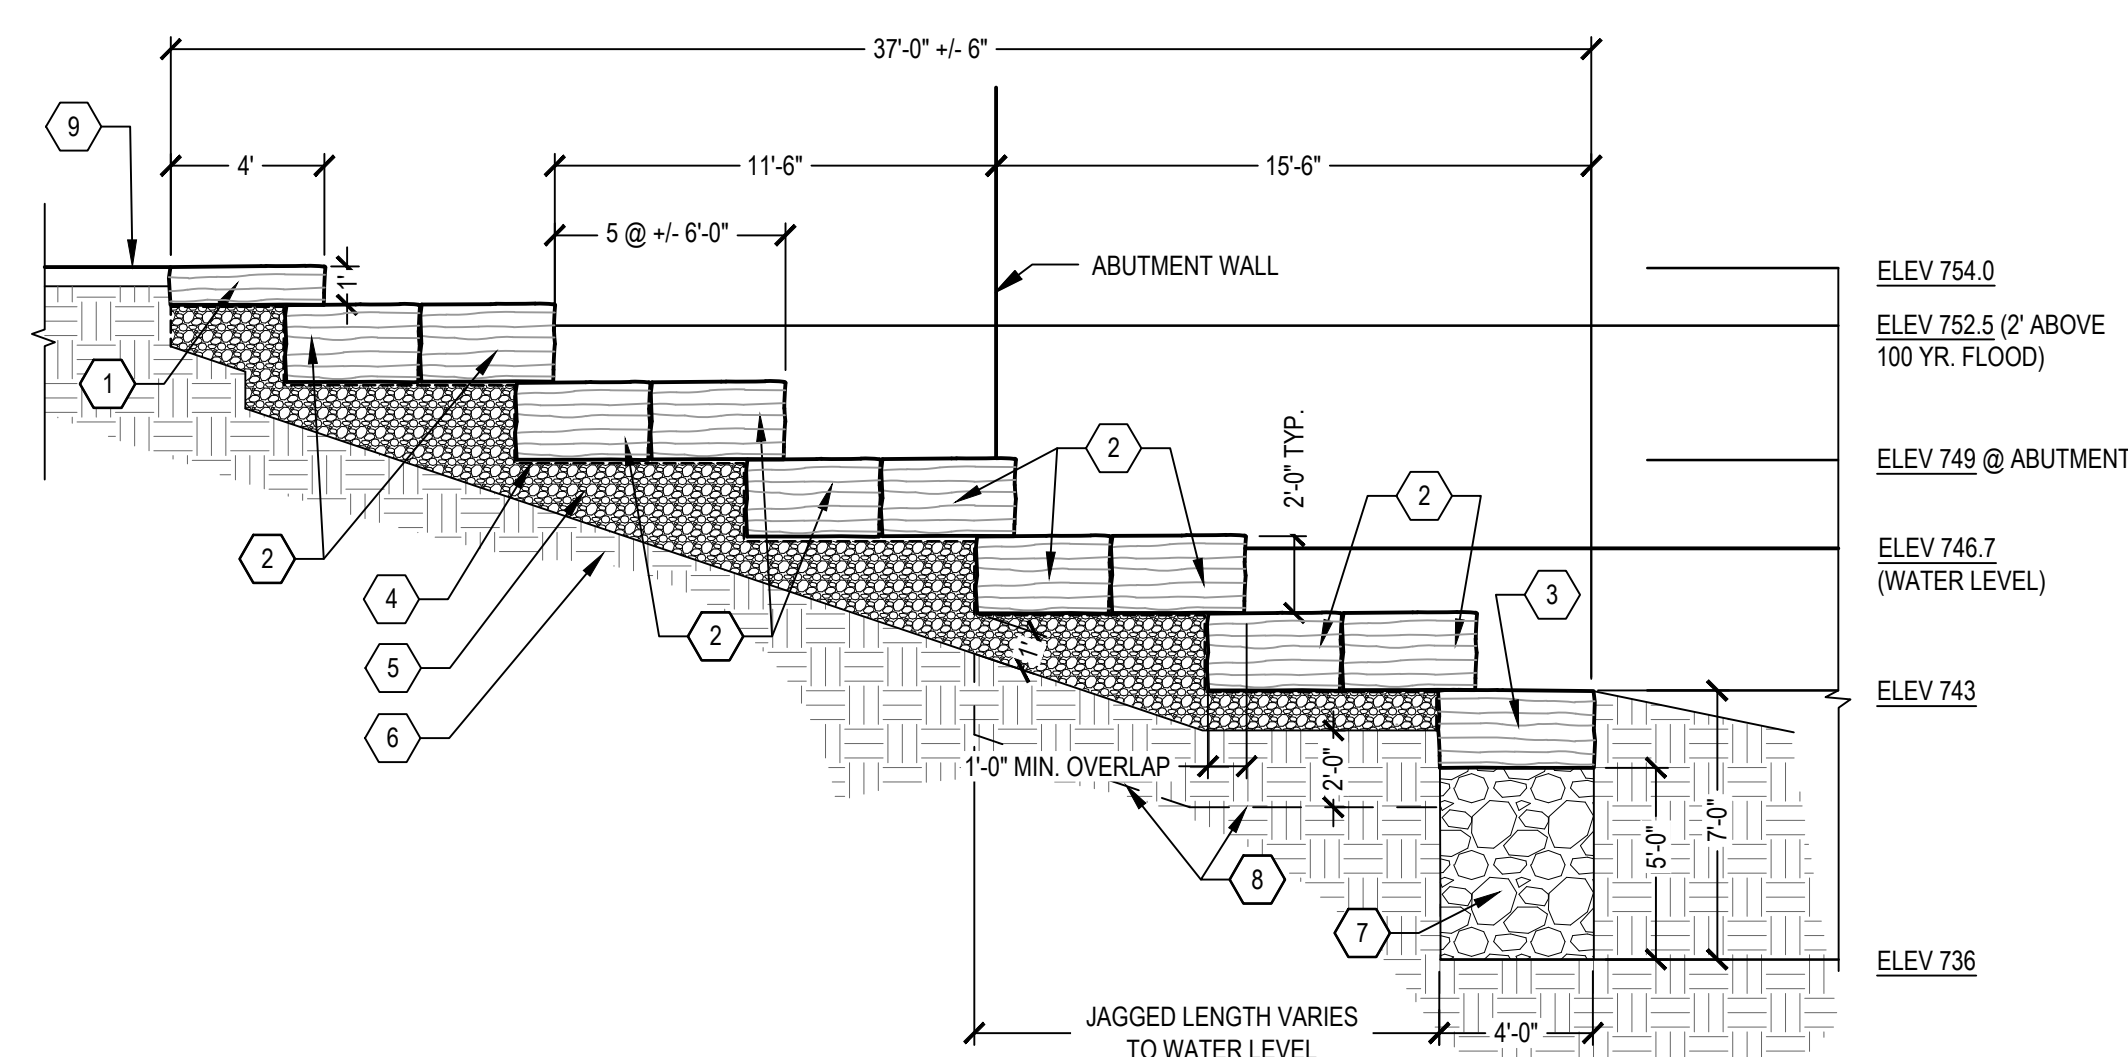 37'-0" +/- 6"
9
4'
11'-6"
15'-6"
5 @ +/- 6'-0"
ABUTMENT WALL
1'
ELEV 754.0
ELEV 752.5 (2' ABOVE
100 YR. FLOOD)
1
2'-0" TYP.
2
2
ELEV 749 @ ABUTMENT
ELEV 746.7
(WATER LEVEL)
2
4
3
2
5
1'
6
ELEV 743
1'-0" MIN. OVERLAP
2'-0"
5'-0"
7'-0"
8
7
ELEV 736
JAGGED LENGTH VARIES
TO WATER LEVEL
4'-0"